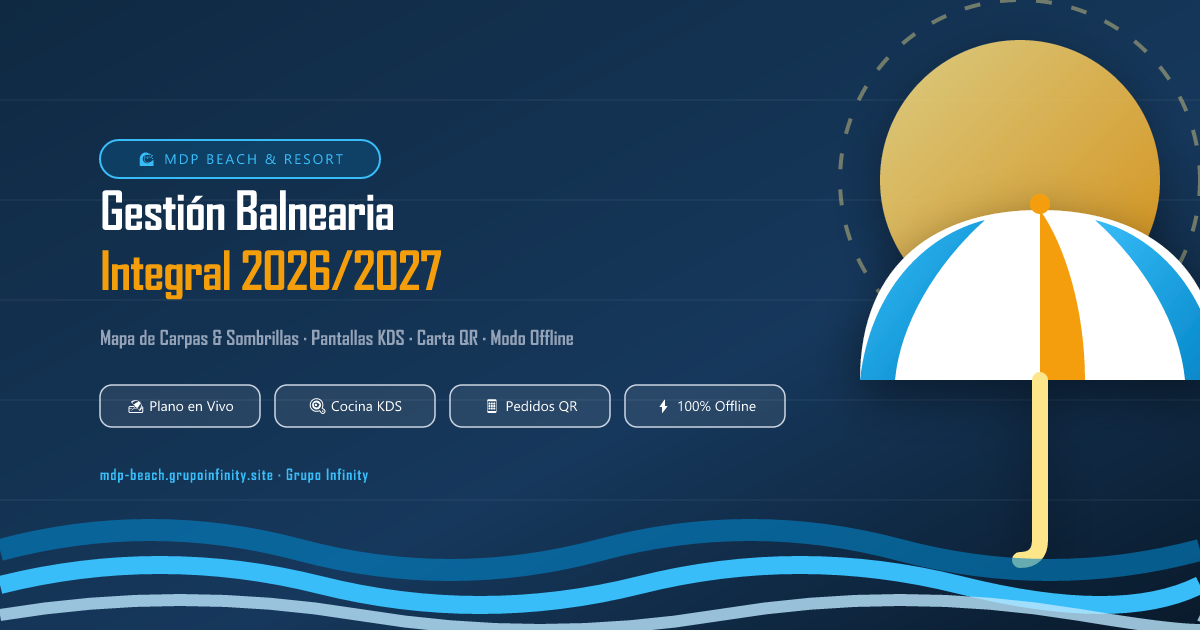 MDP BEACH & RESORT
Gestión Balnearia
Integral 2026/2027
Mapa de Carpas & Sombrillas · Pantallas KDS · Carta QR · Modo Offline
Plano en Vivo
Cocina KDS
Pedidos QR
100% Offline
mdp-beach.grupoinfinity.site · Grupo Infinity